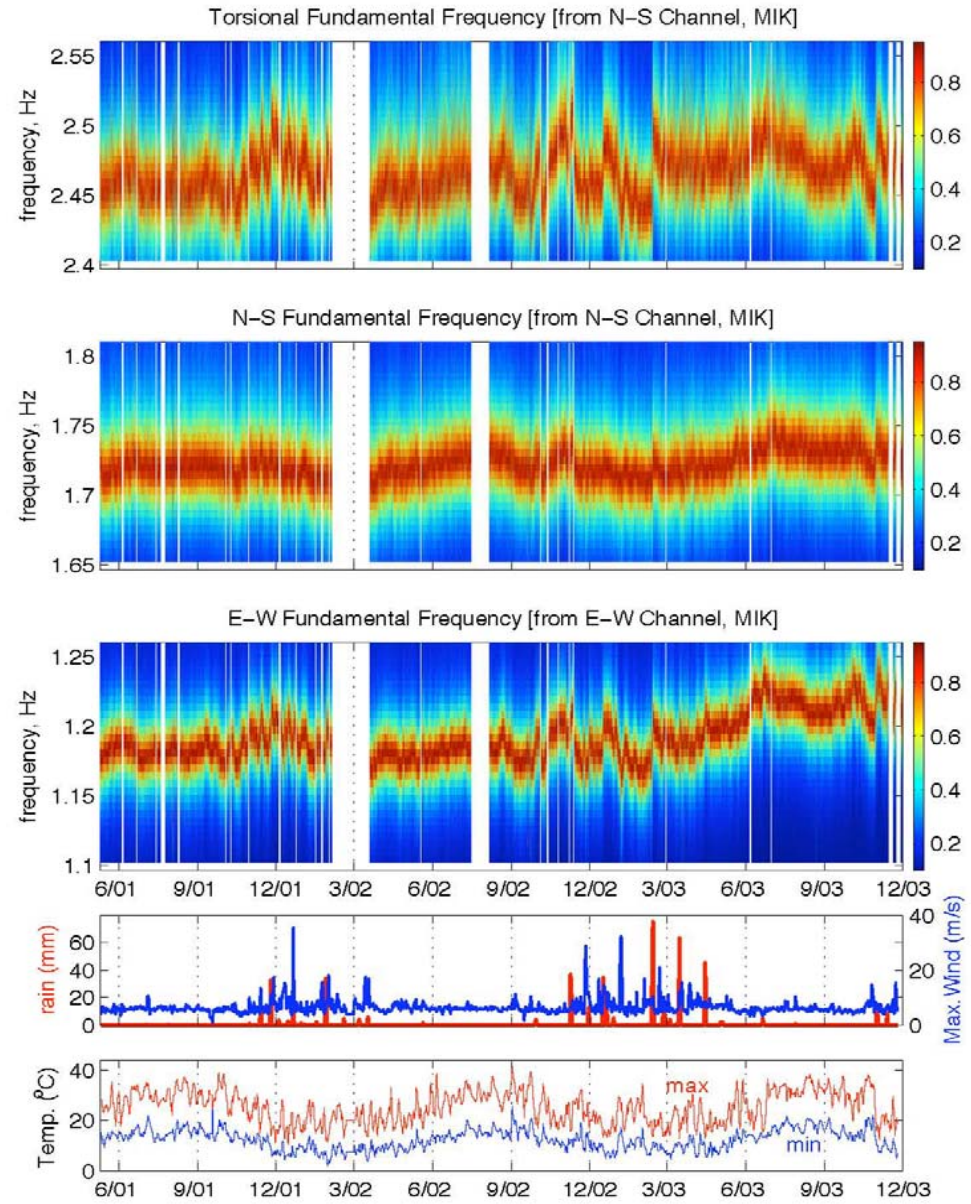 Torsional Fundamental Frequency [from N-S Channel, MIK]
2.55
2.5
2.45
2.4
frequency, Hz
0.8
0.6
0.4
0.2
N-S Fundamental Frequency [from N-S Channel, MIK]
1.8
1.75
1.7
1.65
frequency, Hz
0.8
0.6
0.4
0.2
E-W Fundamental Frequency [from E-W Channel, MIK]
1.25
1.2
1.15
1.1
frequency, Hz
0.8
0.6
0.4
0.2
6/01 9/01 12/01 3/02 6/02 9/02 12/02 3/03 6/03 9/03 12/03
60
40
20
0
rain (mm)
40
20
0
Max. Wind (m/s)
40
20
0
Temp. (°C)
max
min
6/01 9/01 12/01 3/02 6/02 9/02 12/02 3/03 6/03 9/03 12/03